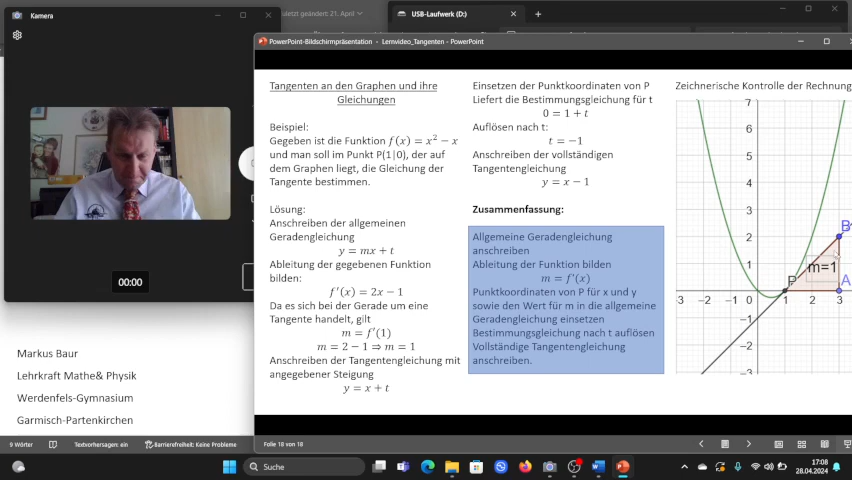 Kamera
zuletzt geändert: 21. April
USB-Laufwerk (D:)
PowerPoint-Bildschirmpräsentation - Lernvideo_Tangenten - PowerPoint
00:00
Markus Baur
Lehrkraft Mathe& Physik
Werdenfels-Gymnasium
Garmisch-Partenkirchen
9 Wörter
Textvorhersagen: ein
Barrierefreiheit: Keine Probleme
Tangenten an den Graphen und ihre
Gleichungen
Beispiel:
Gegeben ist die Funktion f(x) = x² − x
und man soll im Punkt P(1|0), der auf
dem Graphen liegt, die Gleichung der
Tangente bestimmen.
Lösung:
Anschreiben der allgemeinen
Geradengleichung
y = mx + t
Ableitung der gegebenen Funktion
bilden:
f′(x) = 2x − 1
Da es sich bei der Gerade um eine
Tangente handelt, gilt
m = f′(1)
m = 2 − 1 ⇒ m = 1
Anschreiben der Tangentengleichung mit
angegebener Steigung
y = x + t
Einsetzen der Punktkoordinaten von P
Liefert die Bestimmungsgleichung für t
0 = 1 + t
Auflösen nach t:
t = −1
Anschreiben der vollständigen
Tangentengleichung
y = x − 1
Zusammenfassung:
Allgemeine Geradengleichung
anschreiben
Ableitung der Funktion bilden
m = f′(x)
Punktkoordinaten von P für x und y
sowie den Wert für m in die allgemeine
Geradengleichung einsetzen
Bestimmungsgleichung nach t auflösen
Vollständige Tangentengleichung
anschreiben.
Zeichnerische Kontrolle der Rechnung
7
6
5
4
3
2
B
m=1
1
P
A
3 −2 −1 0 1 2 3
−1
−2
−3
Folie 18 von 18
Suche
17:08
28.04.2024